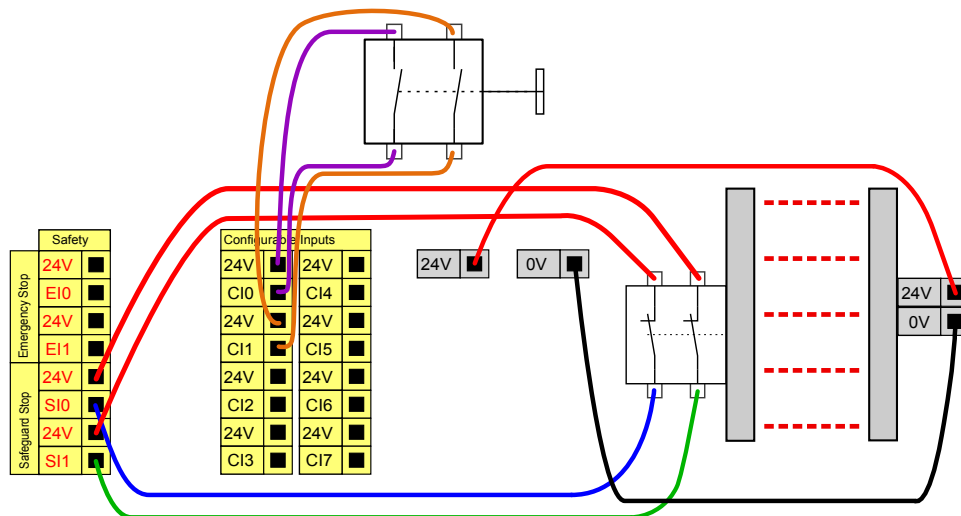 Safety
Emergency Stop
24V
EI0
24V
EI1
Safeguard Stop
24V
SI0
24V
SI1
Configurable Inputs
24V 24V
CI0 CI4
24V 24V
CI1 CI5
24V 24V
CI2 CI6
24V 24V
CI3 CI7
24V
0V
24V
0V